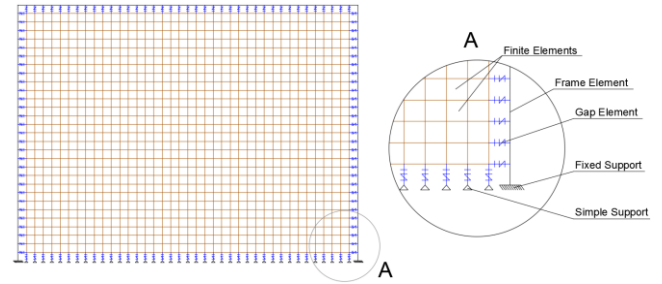 A
Finite Elements
Frame Element
Gap Element
Fixed Support
Simple Support
A